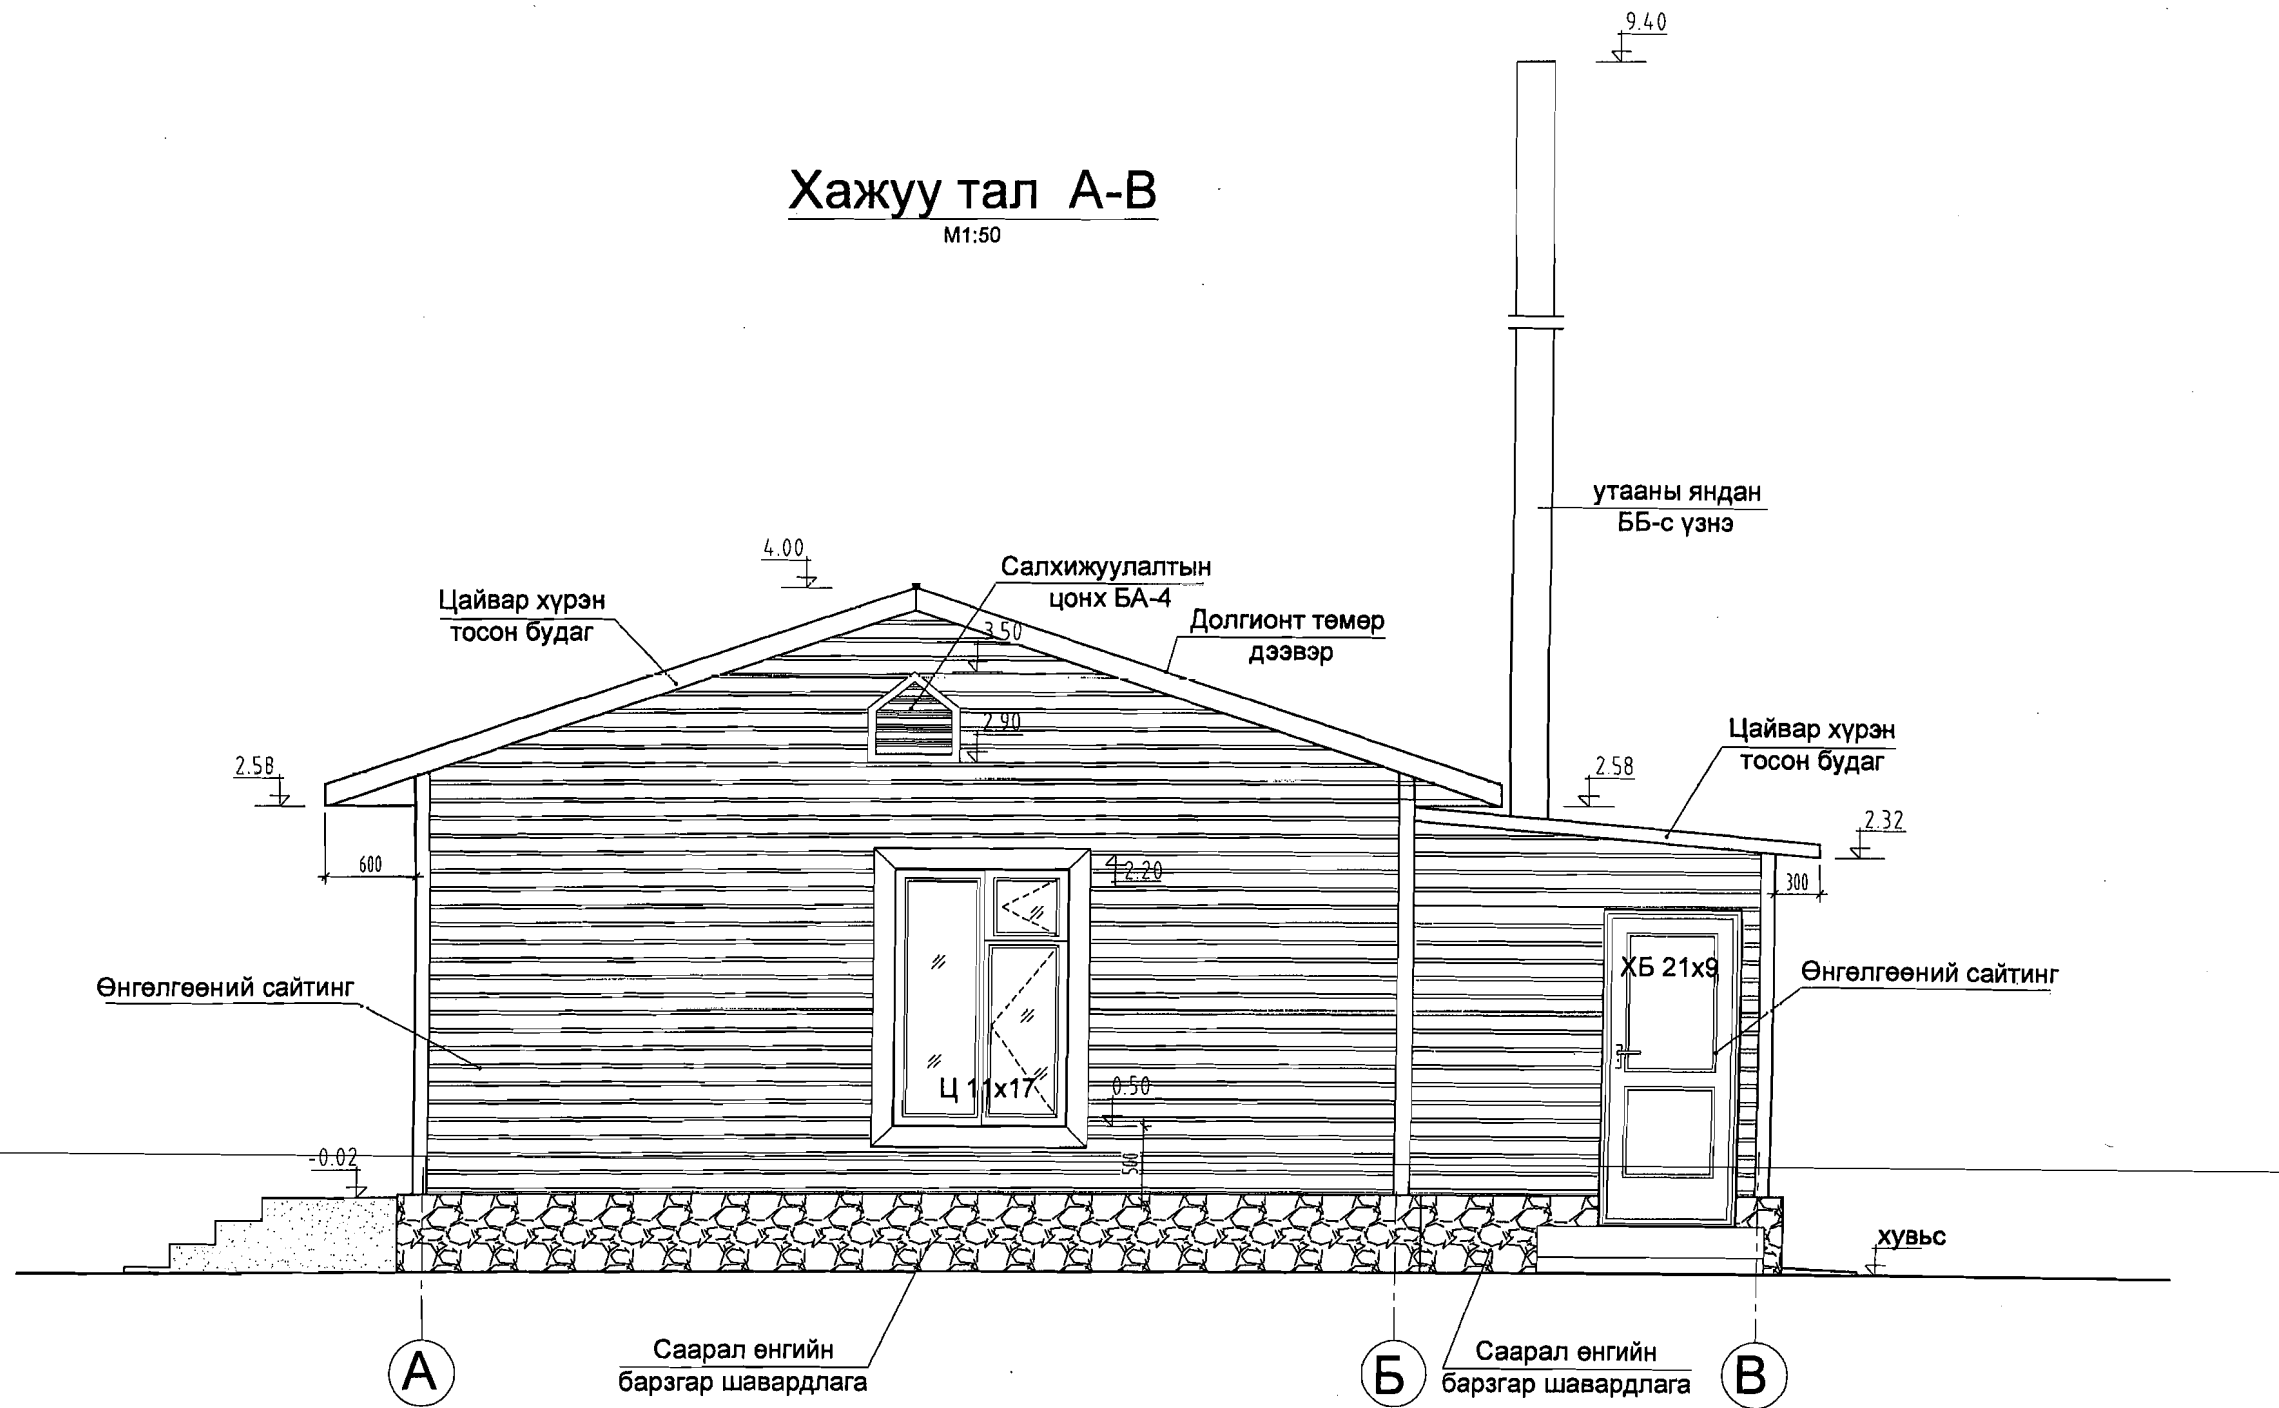 9.40
Хажуу тал А-В
М1:50
утааны яндан
ББ-с үзнэ
4.00
Салхижуулалтын
цонх БА-4
Цайвар хүрэн
тосон будаг
Долгионт төмөр
дээвэр
3.50
2.90
Цайвар хүрэн
тосон будаг
2.58
2.58
2.32
600
2.20
300
ХБ 21х9
Өнгөлгөөний сайтинг
Өнгөлгөөний сайтинг
Ц 11х17
0.50
-0.02
500
хувьс
Саарал өнгийн
барзгар шавардлага
Саарал өнгийн
барзгар шавардлага
А
Б
В